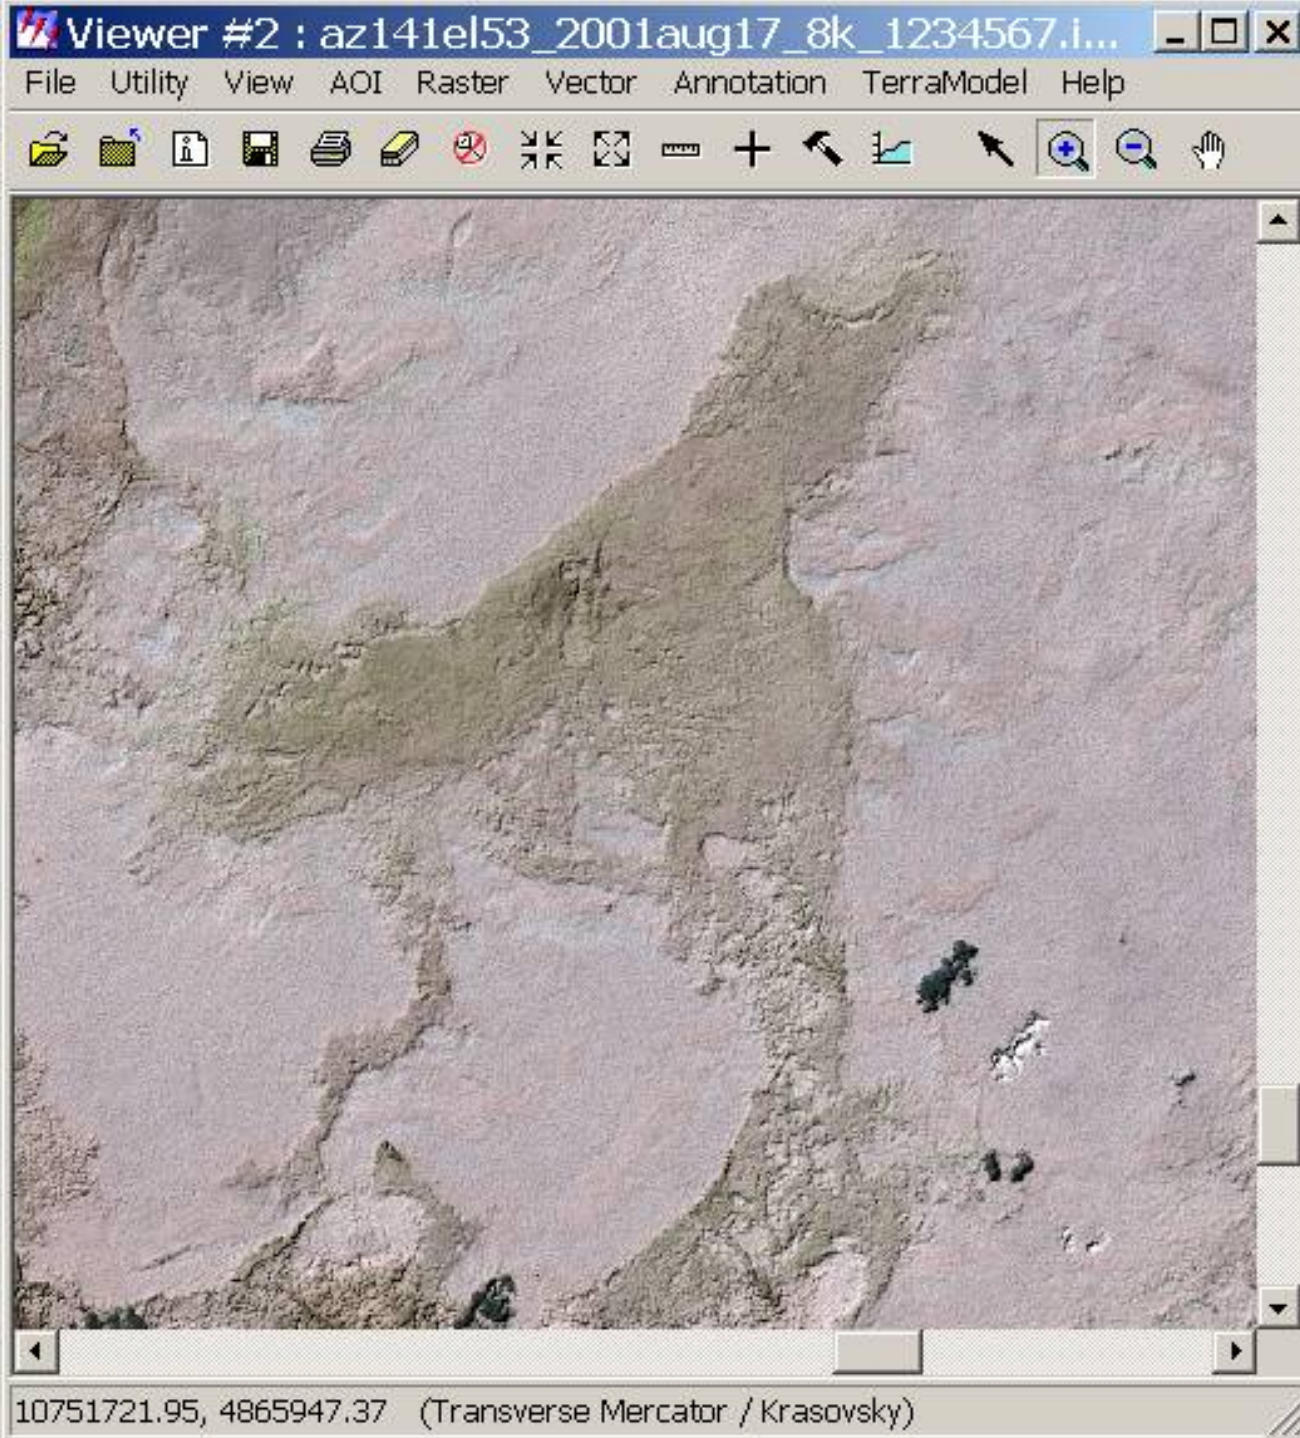 Viewer #2 : az141el53_2001aug17_8k_1234567.i...
File Utility View AOI Raster Vector Annotation TerraModel Help
10751721.95, 4865947.37 (Transverse Mercator / Krasovsky)